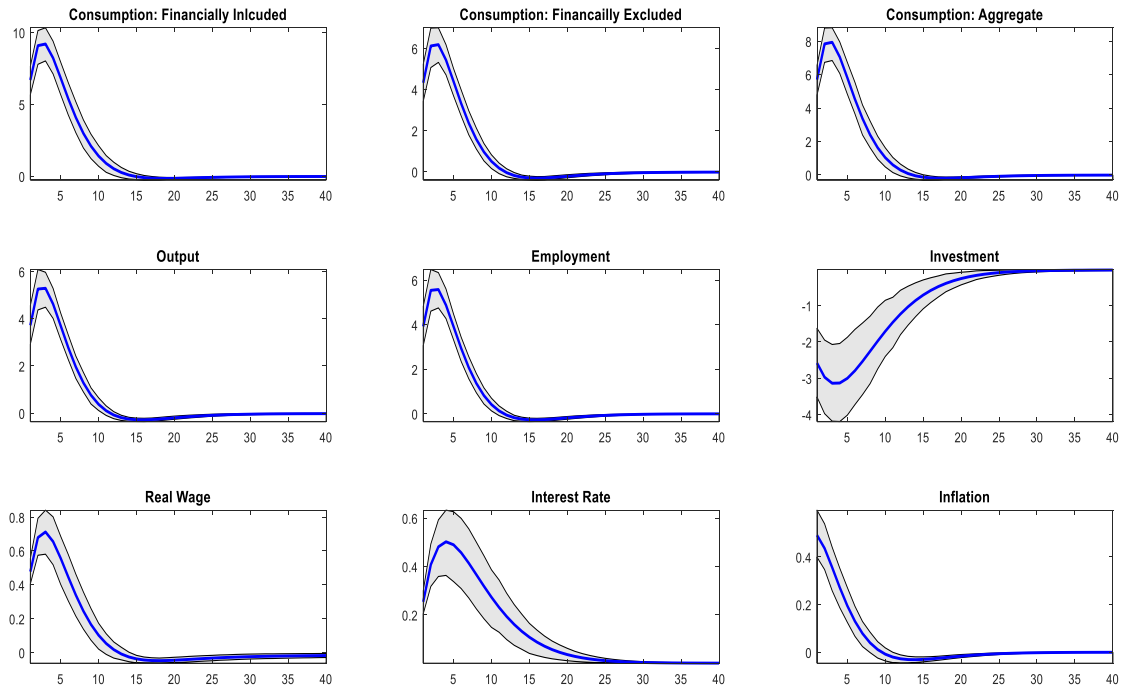 Consumption: Financially Inlcuded
Consumption: Financailly Excluded
Consumption: Aggregate
10
5
0
5 10 15 20 25 30 35 40
6
4
2
0
5 10 15 20 25 30 35 40
8
6
4
2
0
5 10 15 20 25 30 35 40
Output
Employment
Investment
6
4
2
0
5 10 15 20 25 30 35 40
6
4
2
0
5 10 15 20 25 30 35 40
-1
-2
-3
-4
5 10 15 20 25 30 35 40
Real Wage
Interest Rate
Inflation
0.8
0.6
0.4
0.2
0
5 10 15 20 25 30 35 40
0.6
0.4
0.2
5 10 15 20 25 30 35 40
0.4
0.2
0
5 10 15 20 25 30 35 40